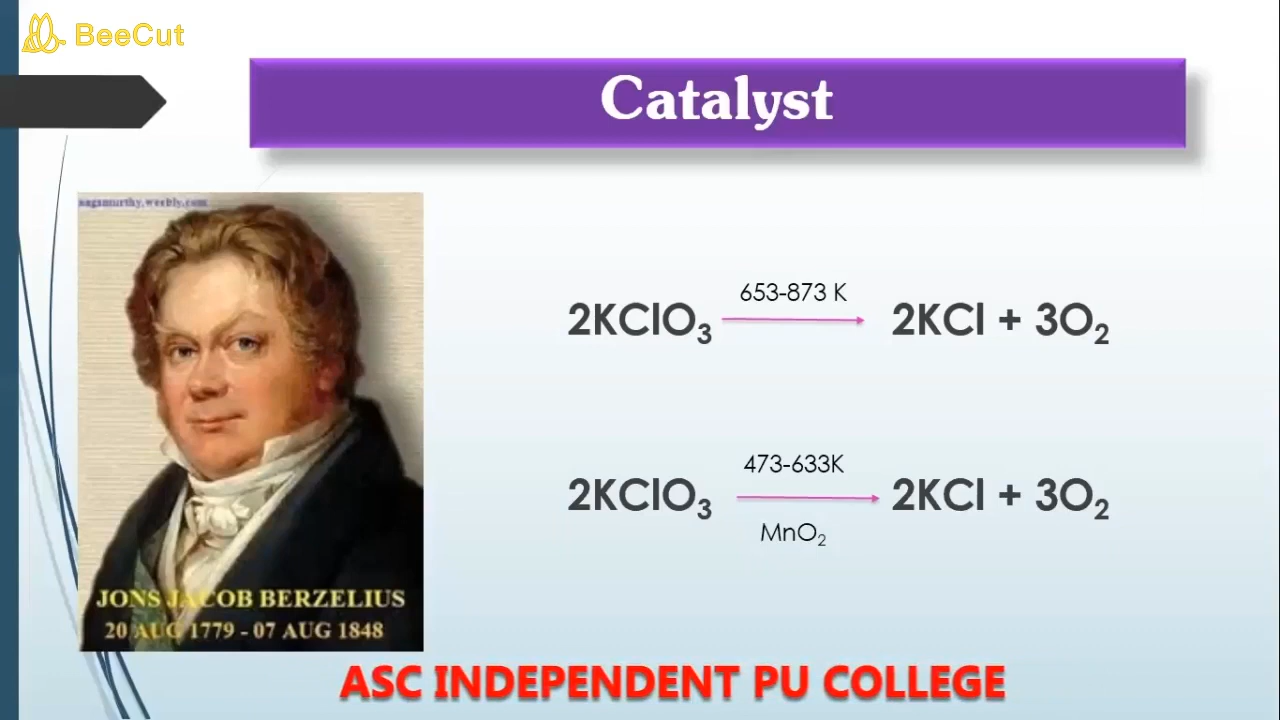 BeeCut
Catalyst
nagamurthy.weebly.com
653-873 K
2KClO₃ → 2KCl + 3O₂
473-633K
2KClO₃ → 2KCl + 3O₂
MnO₂
JONS JACOB BERZELIUS
20 AUG 1779 - 07 AUG 1848
ASC INDEPENDENT PU COLLEGE